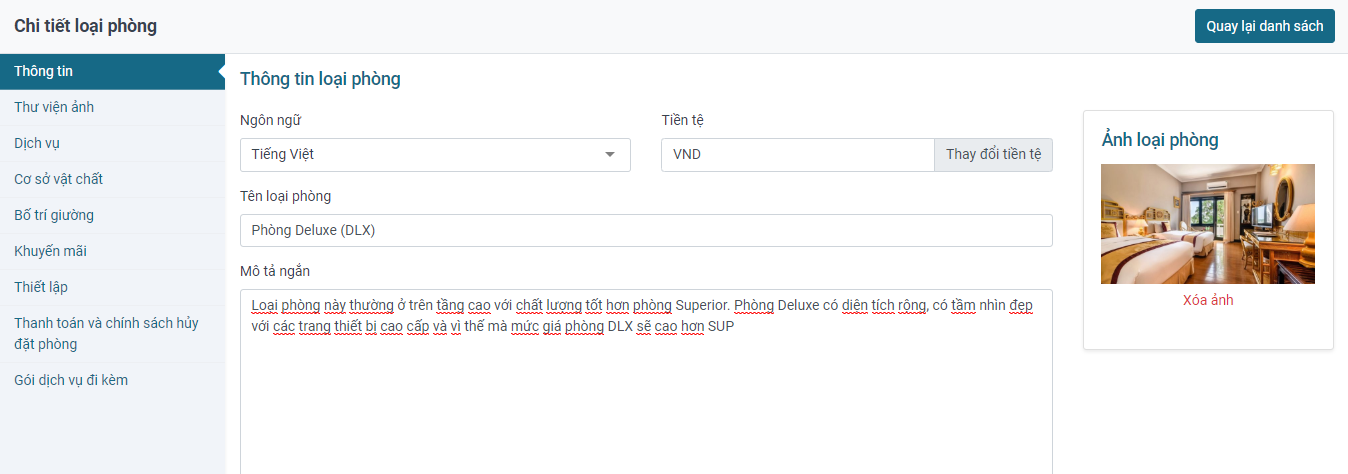 Chi tiết loại phòng
Quay lại danh sách
Thông tin
Thư viện ảnh
Dịch vụ
Cơ sở vật chất
Bố trí giường
Khuyến mãi
Thiết lập
Thanh toán và chính sách hủy
đặt phòng
Gói dịch vụ đi kèm
Thông tin loại phòng
Ngôn ngữ
Tiếng Việt
Tiền tệ
VND
Thay đổi tiền tệ
Tên loại phòng
Phòng Deluxe (DLX)
Mô tả ngắn
Loại phòng này thường ở trên tầng cao với chất lượng tốt hơn phòng Superior. Phòng Deluxe có diện tích rộng, có tầm nhìn đẹp
với các trang thiết bị cao cấp và vì thế mà mức giá phòng DLX sẽ cao hơn SUP
Ảnh loại phòng
Xóa ảnh